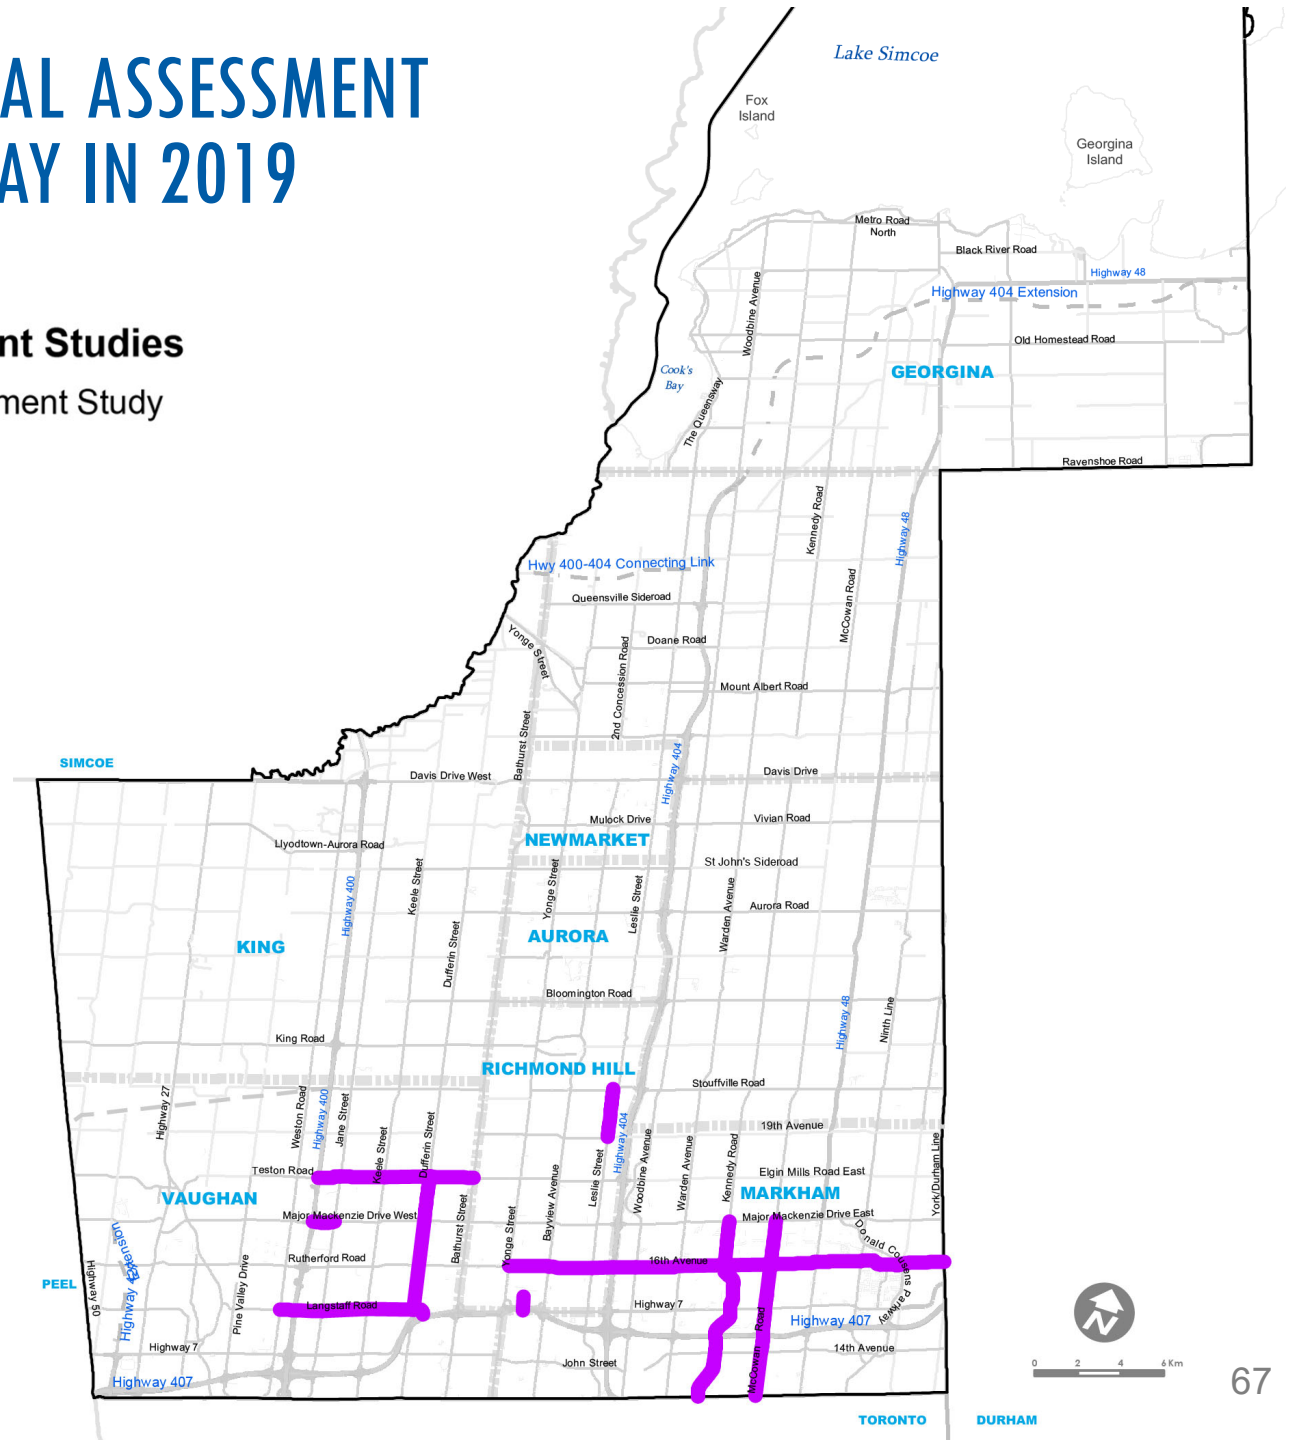 AL ASSESSMENT
AY IN 2019
nt Studies
ment Study
Lake Simcoe
Fox
Island
Georgina
Island
Metro Road
North
Black River Road
Highway 48
Highway 404 Extension
Woodbine Avenue
Old Homestead Road
Cook's
Bay
GEORGINA
The Queensway
Ravenshoe Road
Kennedy Road
Highway 48
Hwy 400-404 Connecting Link
Queensville Sideroad
McCowan Road
Yonge Street
Doane Road
2nd Concession Road
Mount Albert Road
Bathurst Street
SIMCOE
Davis Drive West
Highway 404
Davis Drive
Mulock Drive
Vivian Road
Llyodtown-Aurora Road
NEWMARKET
St John's Sideroad
Keele Street
Yonge Street
Leslie Street
Warden Avenue
Highway 400
Aurora Road
KING
Dufferin Street
AURORA
Bloomington Road
Highway 48
Ninth Line
King Road
RICHMOND HILL
Stouffville Road
Highway 27
Weston Road
Highway 400
Jane Street
Keele Street
Dufferin Street
Highway 404
19th Avenue
Teston Road
Leslie Street
Woodbine Avenue
Warden Avenue
Kennedy Road
Elgin Mills Road East
York/Durham Line
VAUGHAN
MARKHAM
Major Mackenzie Drive West
Bathurst Street
Yonge Street
Bayview Avenue
Major Mackenzie Drive East
Donald Cousens Parkway
Rutherford Road
16th Avenue
PEEL
Highway 50
Extension
Highway 427
Pine Valley Drive
Langstaff Road
Highway 7
McCowan Road
Highway 407
Highway 7
John Street
14th Avenue
Highway 407
0 2 4 6 Km
N
67
TORONTO
DURHAM